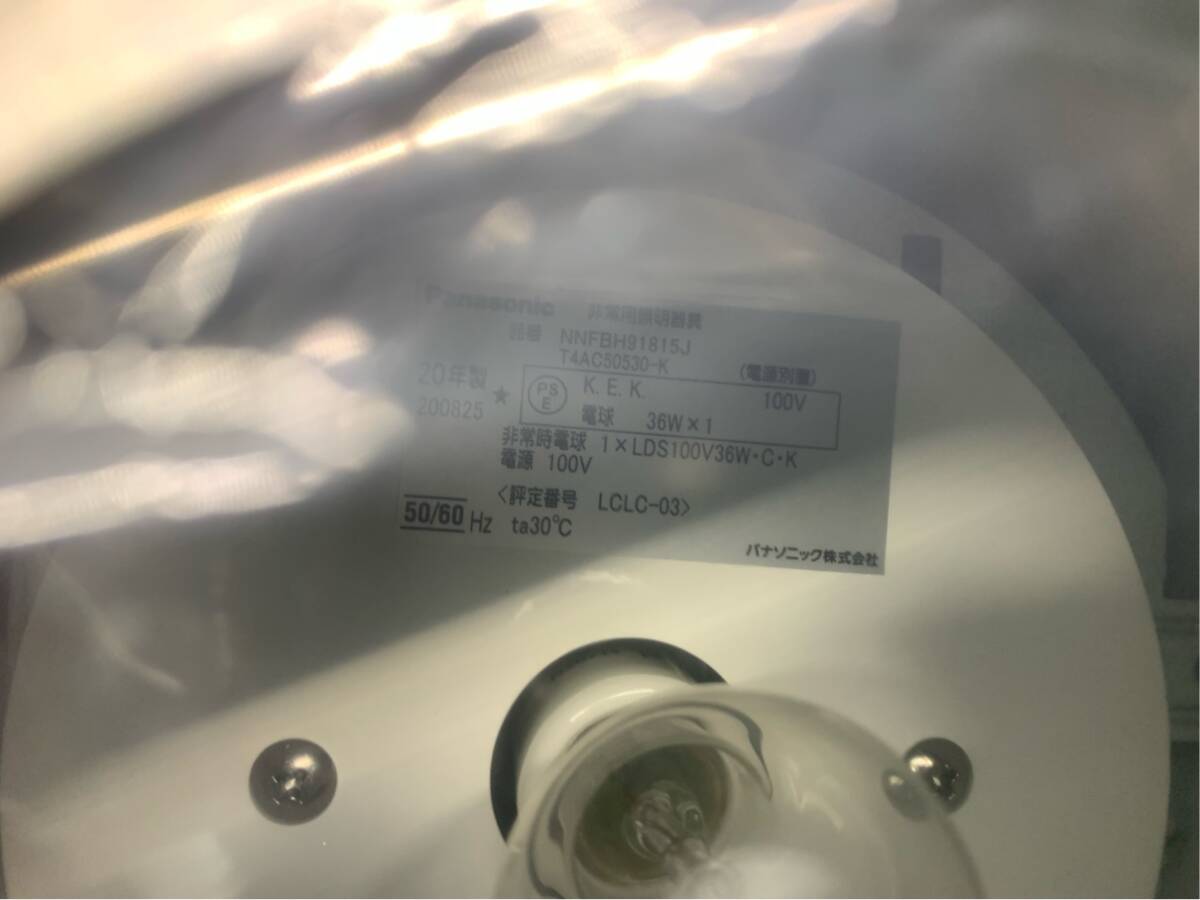 Panasonic 非常用照明器具
器番 NNFBH91815J
T4AC50530-K (電源別置)
20年製 ★ PS E K.E.K. 100V
200825 電球 36W×1
非常時電球 1×LDS100V36W・C・K
電源 100V
<評定番号 LCLC-03>
50/60 Hz ta30℃
パナソニック株式会社